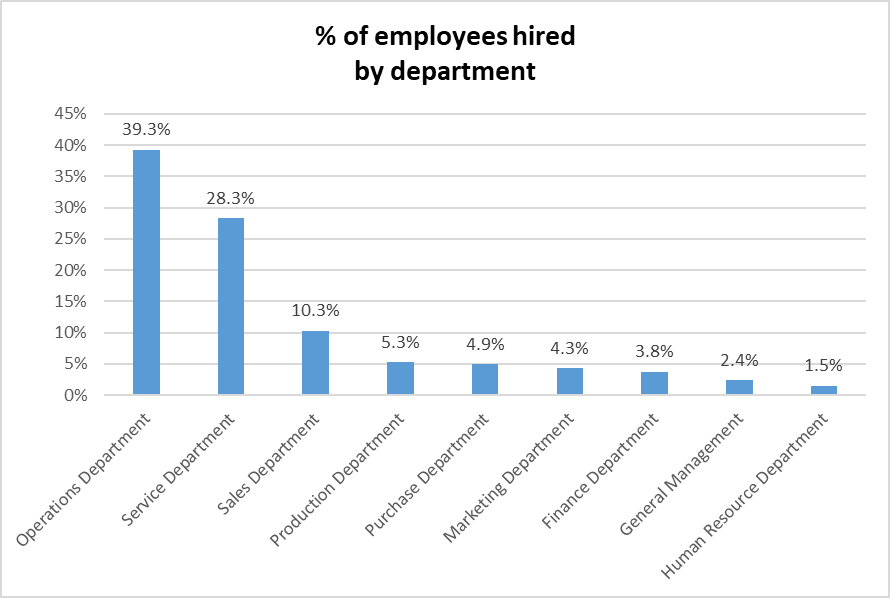 % of employees hired
by department
45%
40%
35%
30%
25%
20%
15%
10%
5%
0%
39.3%
28.3%
10.3%
5.3%
4.9%
4.3%
3.8%
2.4%
1.5%
Operations Department
Service Department
Sales Department
Production Department
Purchase Department
Marketing Department
Finance Department
General Management
Human Resource Department